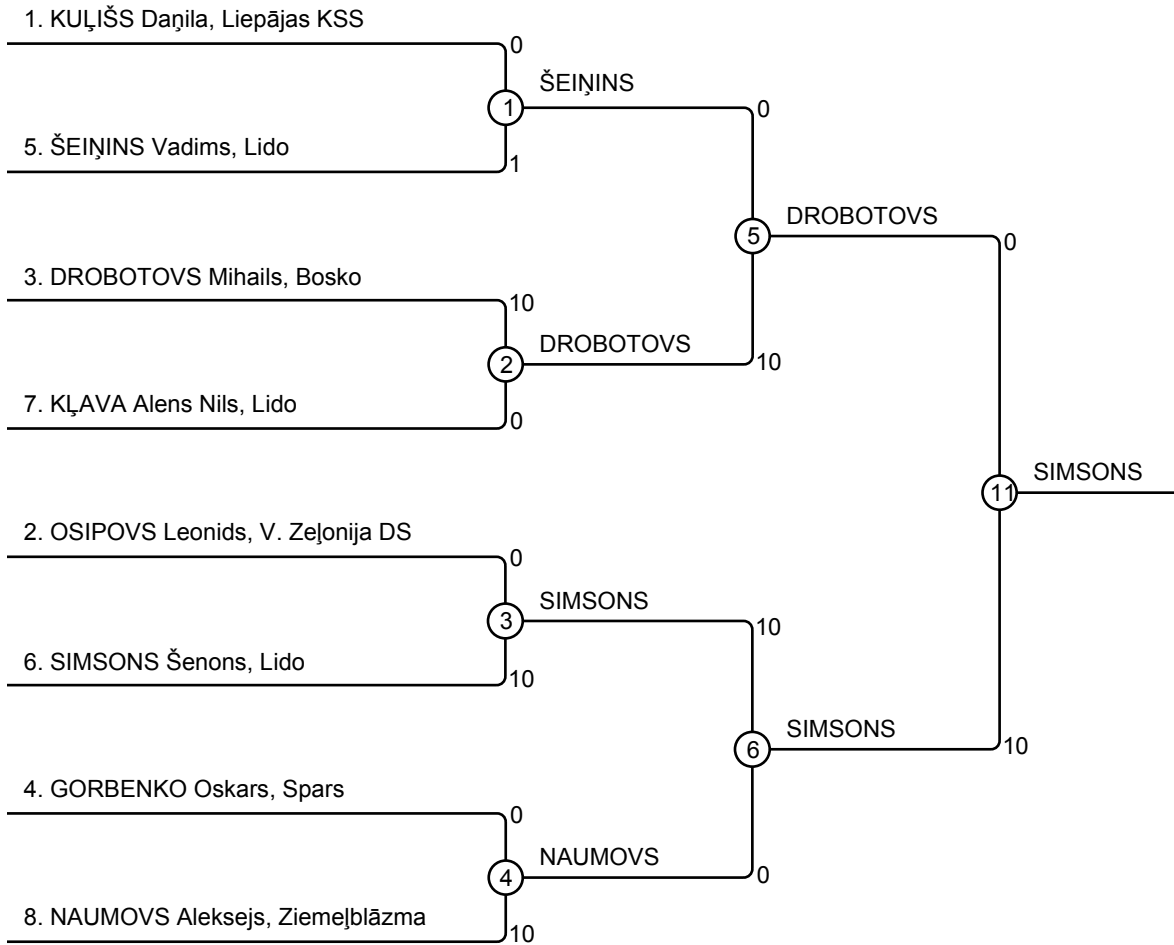 1. KUĻIŠS Daņila, Liepājas KSS
0
ŠEIŅINS
1
0
5. ŠEIŅINS Vadims, Lido
1
DROBOTOVS
5
0
3. DROBOTOVS Mihails, Bosko
10
DROBOTOVS
2
10
7. KĻAVA Alens Nils, Lido
0
SIMSONS
11
2. OSIPOVS Leonids, V. Zeļonija DS
0
SIMSONS
3
10
6. SIMSONS Šenons, Lido
10
SIMSONS
6
10
4. GORBENKO Oskars, Spars
0
NAUMOVS
4
0
8. NAUMOVS Aleksejs, Ziemeļblāzma
10